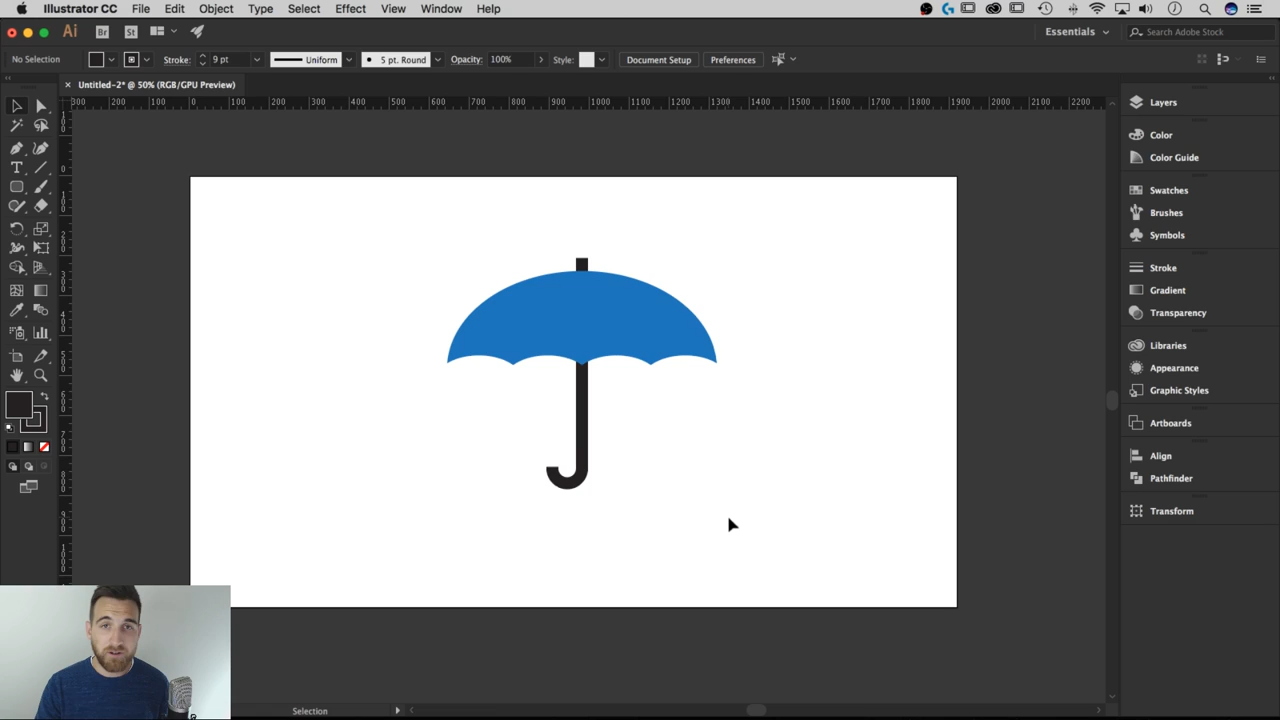 Illustrator CC File Edit Object Type Select Effect View Window Help
Ai Br St Essentials Search Adobe Stock
No Selection Stroke: 9 pt Uniform 5 pt. Round Opacity: 100% Style: Document Setup Preferences
× Untitled-2* @ 50% (RGB/GPU Preview)
300 200 100 0 100 200 300 400 500 600 700 800 900 1000 1100 1200 1300 1400 1500 1600 1700 1800 1900 2000 2100 2200
Layers
Color
Color Guide
Swatches
Brushes
Symbols
Stroke
Gradient
Transparency
Libraries
Appearance
Graphic Styles
Artboards
Align
Pathfinder
Transform
Selection